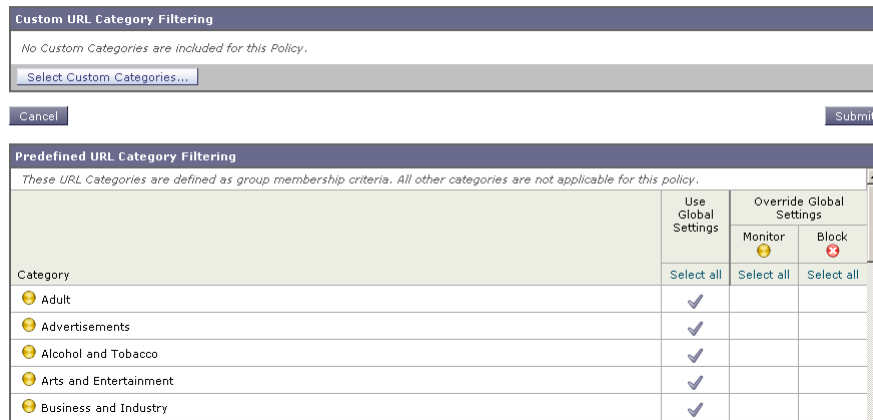 Custom URL Category Filtering
No Custom Categories are included for this Policy.
Select Custom Categories...
Cancel
Submit
Predefined URL Category Filtering
These URL Categories are defined as group membership criteria. All other categories are not applicable for this policy.
Use Global Settings
Override Global Settings
Monitor
Block
Category
Select all
Select all
Select all
Adult
Advertisements
Alcohol and Tobacco
Arts and Entertainment
Business and Industry